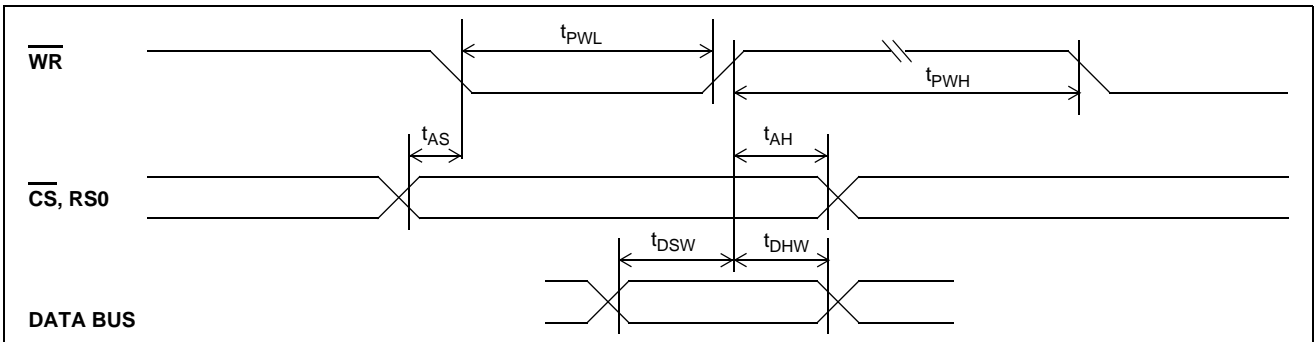 WR
tPWL
tPWH
tAS
tAH
CS, RS0
tDSW
tDHW
DATA BUS